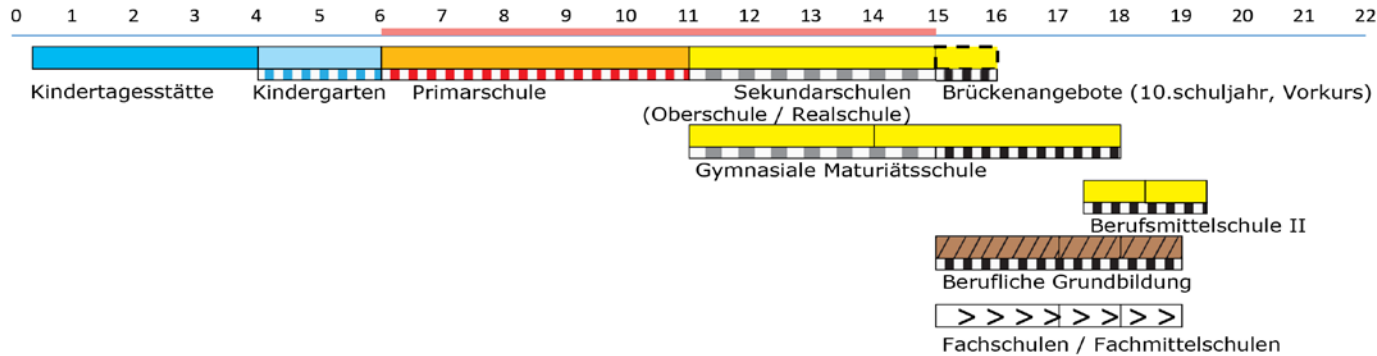 0 1 2 3 4 5 6 7 8 9 10 11 12 13 14 15 16 17 18 19 20 21 22
Kindertagesstätte Kindergarten Primarschule Sekundarschulen Brückenangebote (10.schuljahr, Vorkurs)
(Oberschule / Realschule)
Gymnasiale Maturiätsschule
Berufsmittelschule II
Berufliche Grundbildung
Fachschulen / Fachmittelschulen